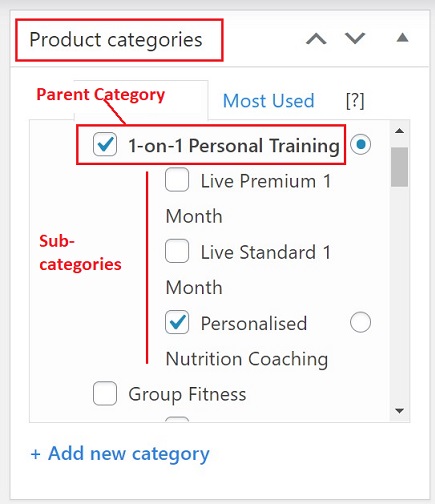 Product categories
Parent Category
Most Used [?]
1-on-1 Personal Training
Live Premium 1
Month
Sub-
categories
Live Standard 1
Month
Personalised
Nutrition Coaching
Group Fitness
+ Add new category